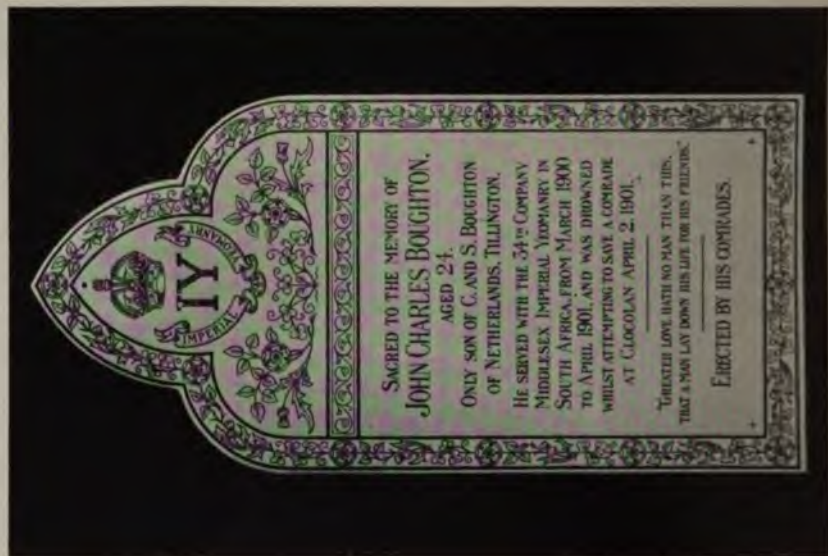 IY
IMPERIAL YEOMANRY
SACRED TO THE MEMORY OF
JOHN CHARLES BOUGHTON,
AGED 24.
ONLY SON OF C. AND S. BOUGHTON
OF NETHERLANDS, TILLINGTON.
HE SERVED WITH THE 34TH COMPANY
MIDDLESEX IMPERIAL YEOMANRY IN
SOUTH AFRICA, FROM MARCH 1900
TO APRIL 1901, AND WAS DROWNED
WHILST ATTEMPTING TO SAVE A COMRADE
AT CLOCOLAN APRIL 2. 1901.
"GREATER LOVE HATH NO MAN THAN THIS,
THAT A MAN LAY DOWN HIS LIFE FOR HIS FRIENDS."
ERECTED BY HIS COMRADES.